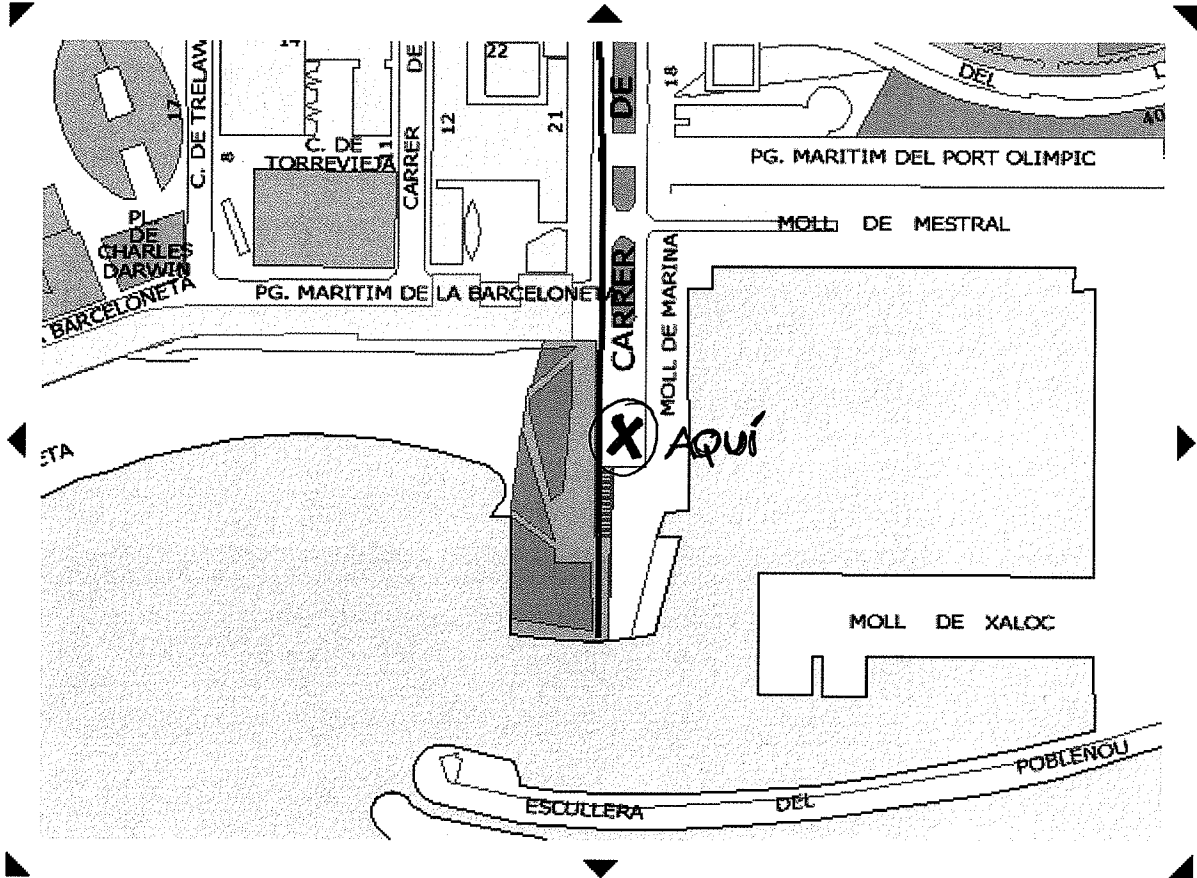 14
22
DE
DE
18
DEL
L
17
C. DE TRELAW
8
C. DE
TORREVIEJA
1
CARRER
12
21
40
PG. MARITIM DEL PORT OLIMPIC
MOLL DE MESTRAL
PL.
DE
CHARLES
DARWIN
BARCELONETA
PG. MARITIM DE LA BARCELONETA
CARRER
MOLL DE MARINA
X AQUÍ
ETA
MOLL DE XALOC
ESCULLERA DEL POBLENOU